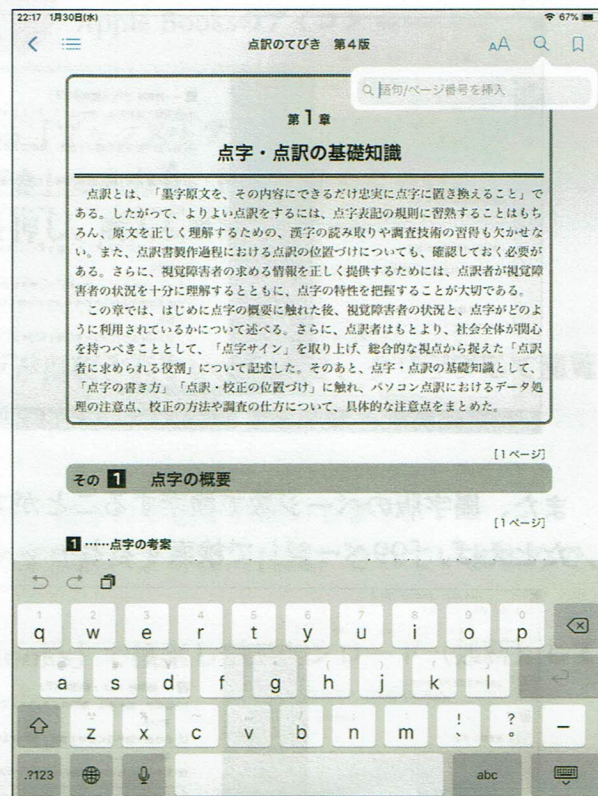 22:17 1月30日(水) 67%
点訳のてびき 第4版 AA
語句/ページ番号を挿入
第1章
点字・点訳の基礎知識
点訳とは、「墨字原文を、その内容にできるだけ忠実に点字に置き換えること」で
ある。したがって、よりよい点訳をするには、点字表記の規則に習熟することはもち
ろん、原文を正しく理解するための、漢字の読み取りや調査技術の習得も欠かせな
い。また、点訳書製作過程における点訳の位置づけについても、確認しておく必要が
ある。さらに、視覚障害者の求める情報を正しく提供するためには、点訳者が視覚障
害者の状況を十分に理解するとともに、点字の特性を把握することが大切である。
この章では、はじめに点字の概要に触れた後、視覚障害者の状況と、点字がどのよ
うに利用されているかについて述べる。さらに、点訳者はもとより、社会全体が関心
を持つべきこととして、「点字サイン」を取り上げ、総合的な視点から捉えた「点訳
者に求められる役割」について記述した。そのあと、点字・点訳の基礎知識として、
「点字の書き方」「点訳・校正の位置づけ」に触れ、パソコン点訳におけるデータ処
理の注意点、校正の方法や調査の仕方について、具体的な注意点をまとめた。
[1ページ]
その 1 点字の概要
[1ページ]
1……点字の考案
1 2 3 4 5 6 7 8 9 0
q w e r t y u i o p
a s d f g h j k l
z x c v b n m ! 、 ? 。 ー
.?123 abc